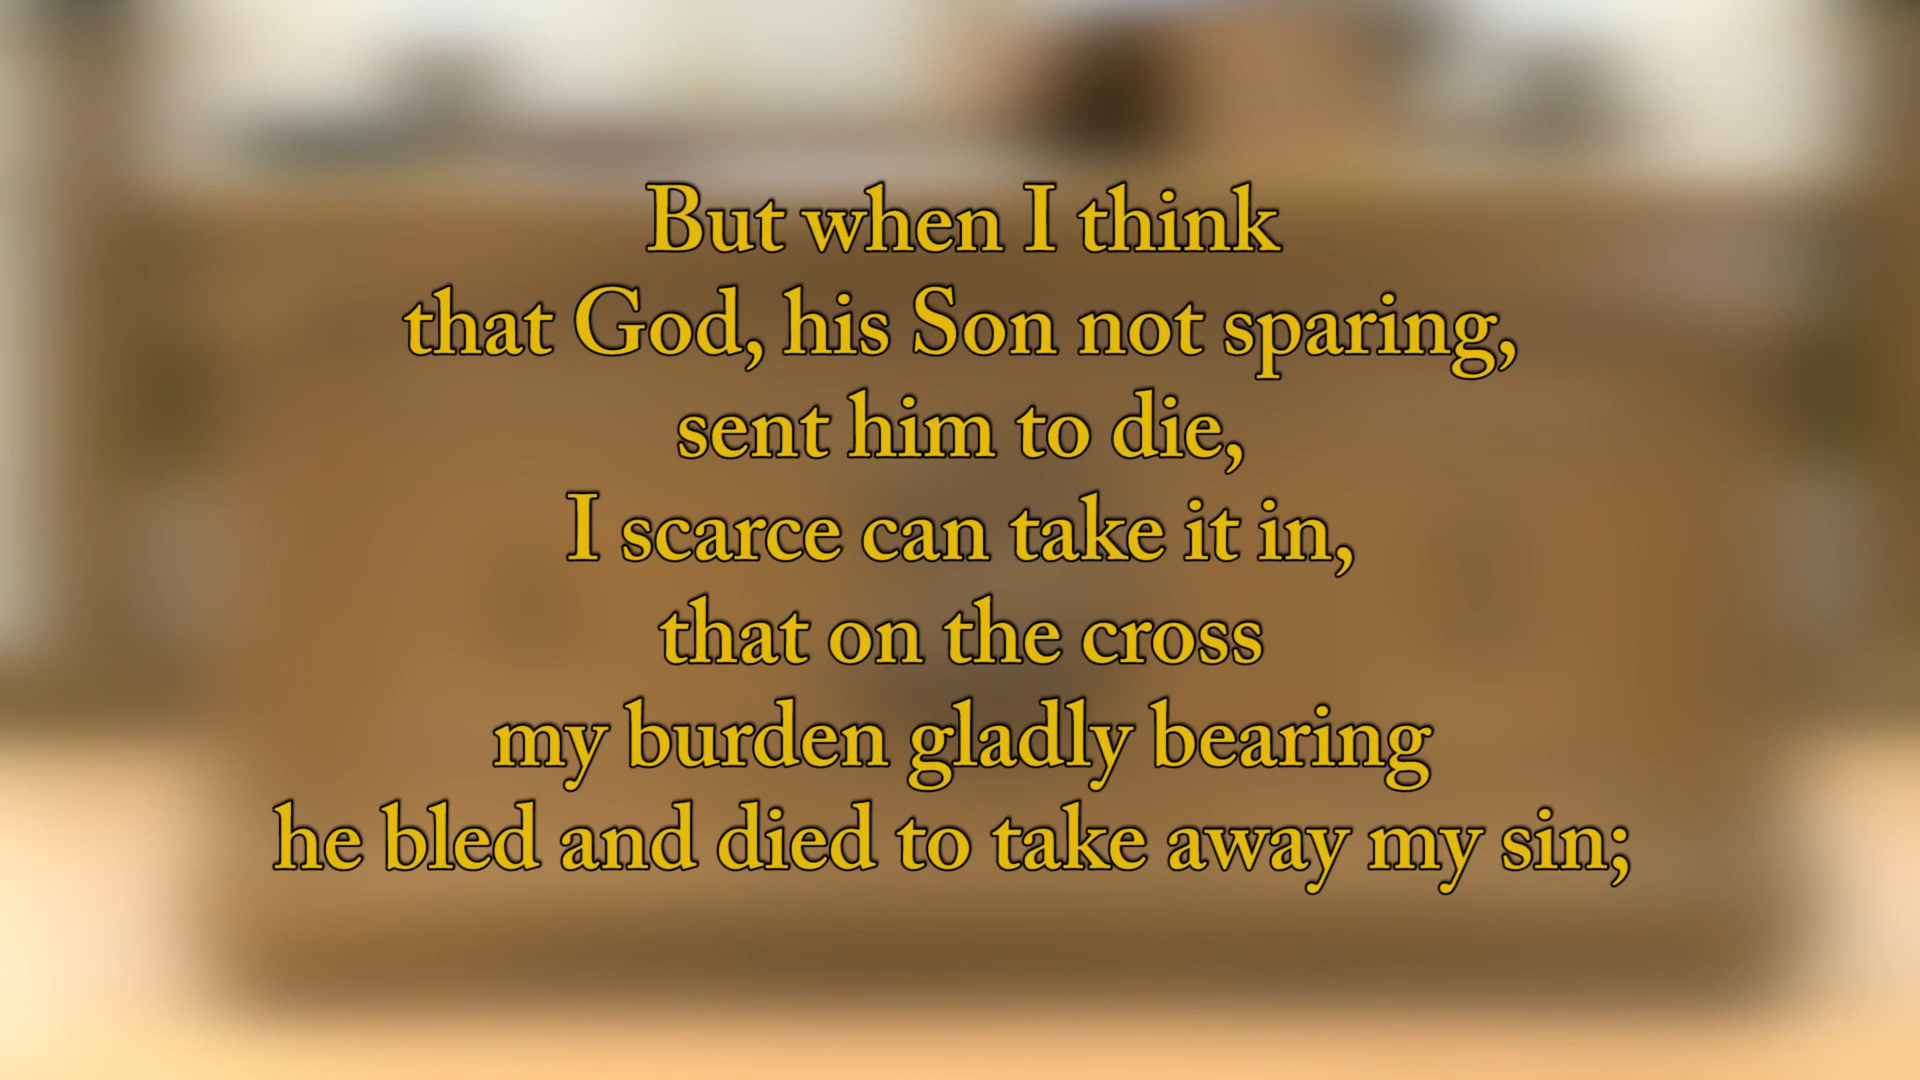 But when I think
that God, his Son not sparing,
sent him to die,
I scarce can take it in,
that on the cross
my burden gladly bearing
he bled and died to take away my sin;